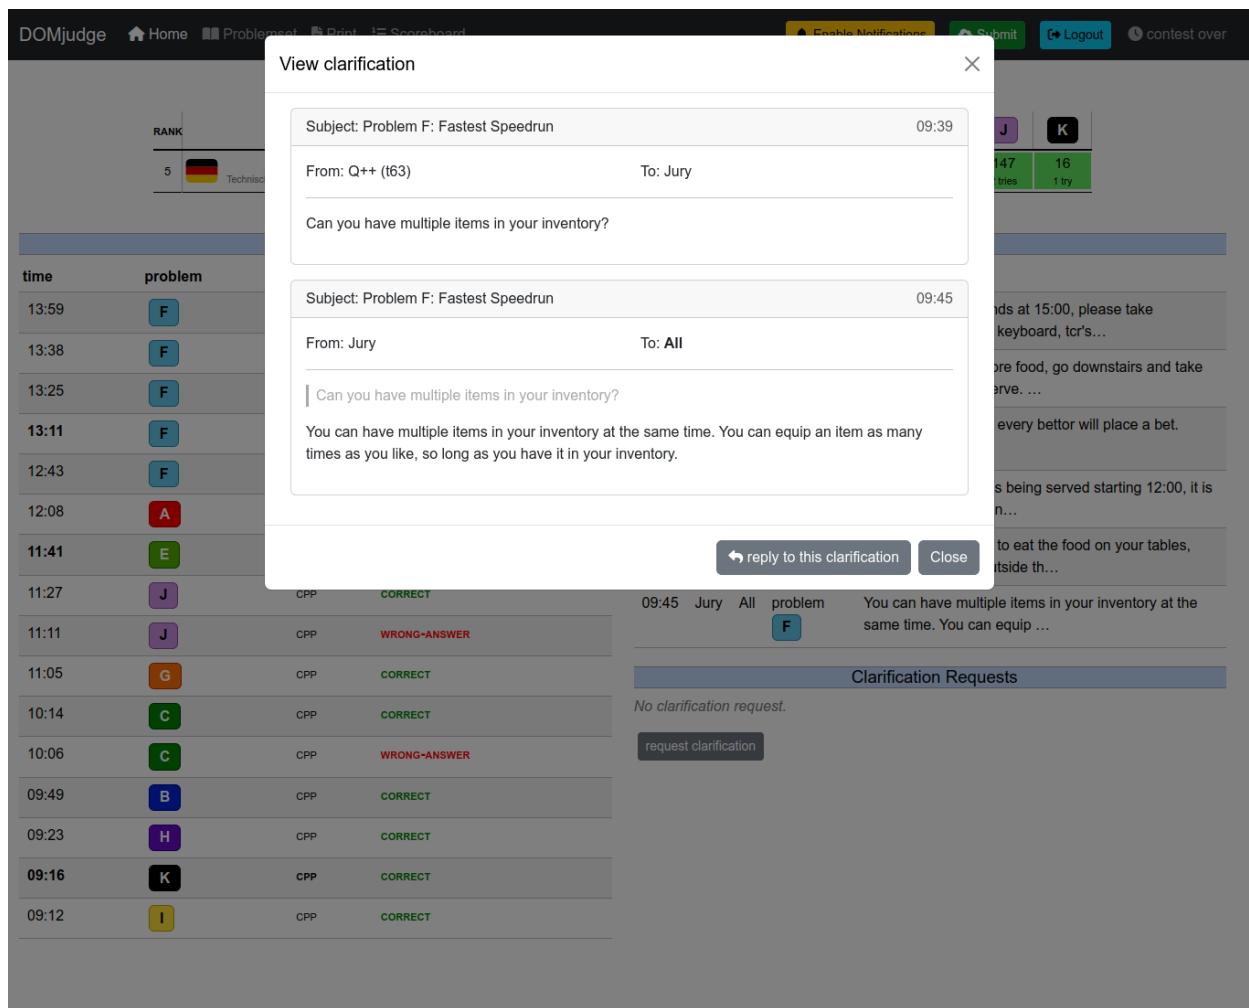 DOMjudge Home Problemset Print Scoreboard Enable Notifications Submit Logout contest over
View clarification
Subject: Problem F: Fastest Speedrun 09:39
From: Q++ (t63) To: Jury
Can you have multiple items in your inventory?
Subject: Problem F: Fastest Speedrun 09:45
From: Jury To: All
Can you have multiple items in your inventory?
You can have multiple items in your inventory at the same time. You can equip an item as many
times as you like, so long as you have it in your inventory.
reply to this clarification Close
RANK J K
5 147 16
tries 1 try
time problem
13:59 F
13:38 F
13:25 F
13:11 F
12:43 F
12:08 A
11:41 E
11:27 J CPP CORRECT
11:11 J CPP WRONG-ANSWER
11:05 G CPP CORRECT
10:14 C CPP CORRECT
10:06 C CPP WRONG-ANSWER
09:49 B CPP CORRECT
09:23 H CPP CORRECT
09:16 K CPP CORRECT
09:12 I CPP CORRECT
at 15:00, please take
keyboard, tcr's…
food, go downstairs and take
…
every bettor will place a bet.
being served starting 12:00, it is
to eat the food on your tables,
09:45 Jury All problem F You can have multiple items in your inventory at the
same time. You can equip …
Clarification Requests
No clarification request.
request clarification